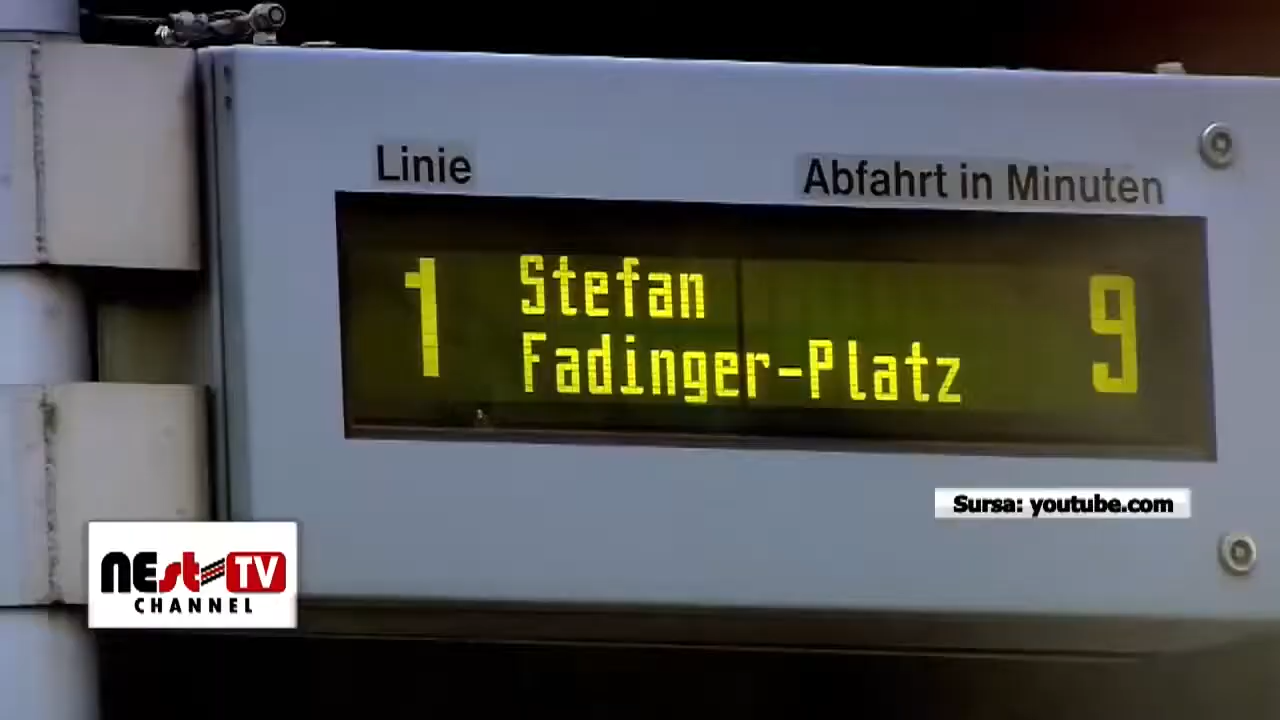 Linie
Abfahrt in Minuten
1
Stefan
Fadinger-Platz
9
Sursa: youtube.com
NEst-TV
CHANNEL